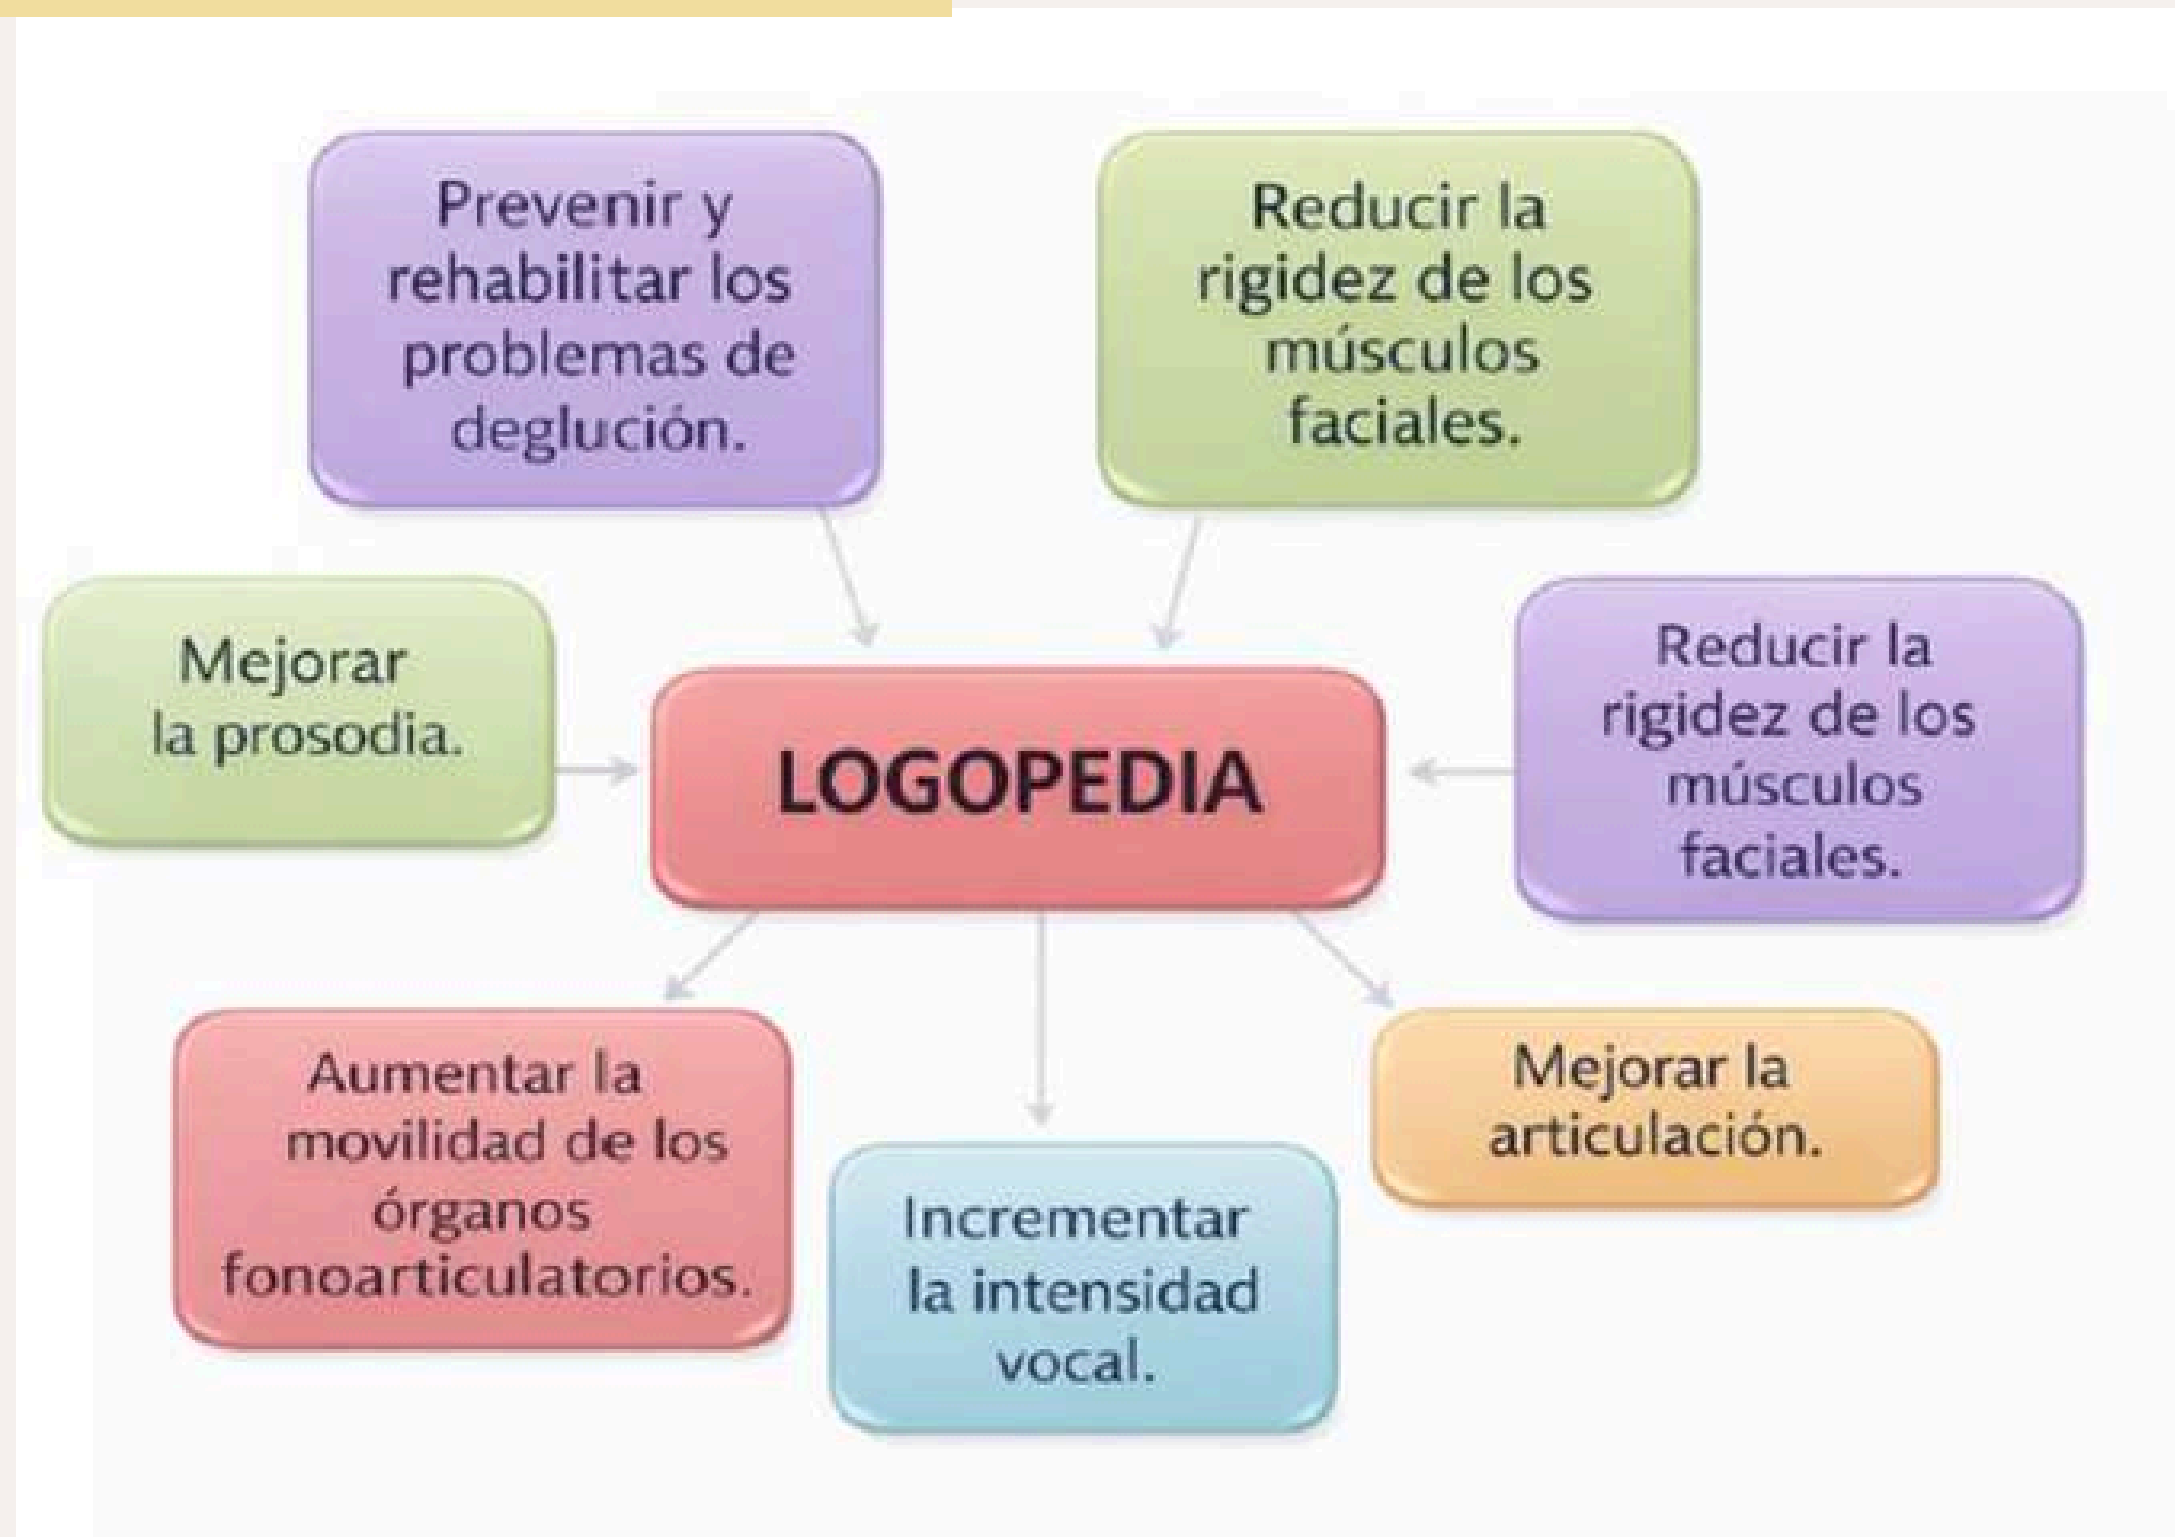 Prevenir y
rehabilitar los
problemas de
deglución.
Reducir la
rigidez de los
músculos
faciales.
Mejorar
la prosodia.
LOGOPEDIA
Reducir la
rigidez de los
músculos
faciales.
Aumentar la
movilidad de los
órganos
fonoarticulatorios.
Incrementar
la intensidad
vocal.
Mejorar la
articulación.